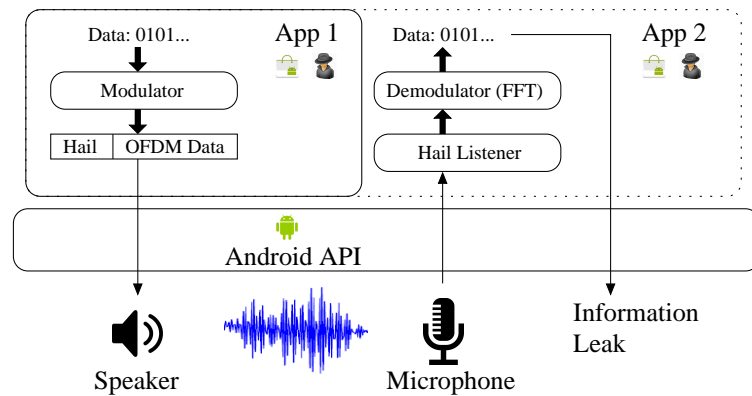 App 1
Data: 0101...
Modulator
Hail
OFDM Data
App 2
Data: 0101...
Demodulator (FFT)
Hail Listener
Android API
Speaker
Microphone
Information
Leak